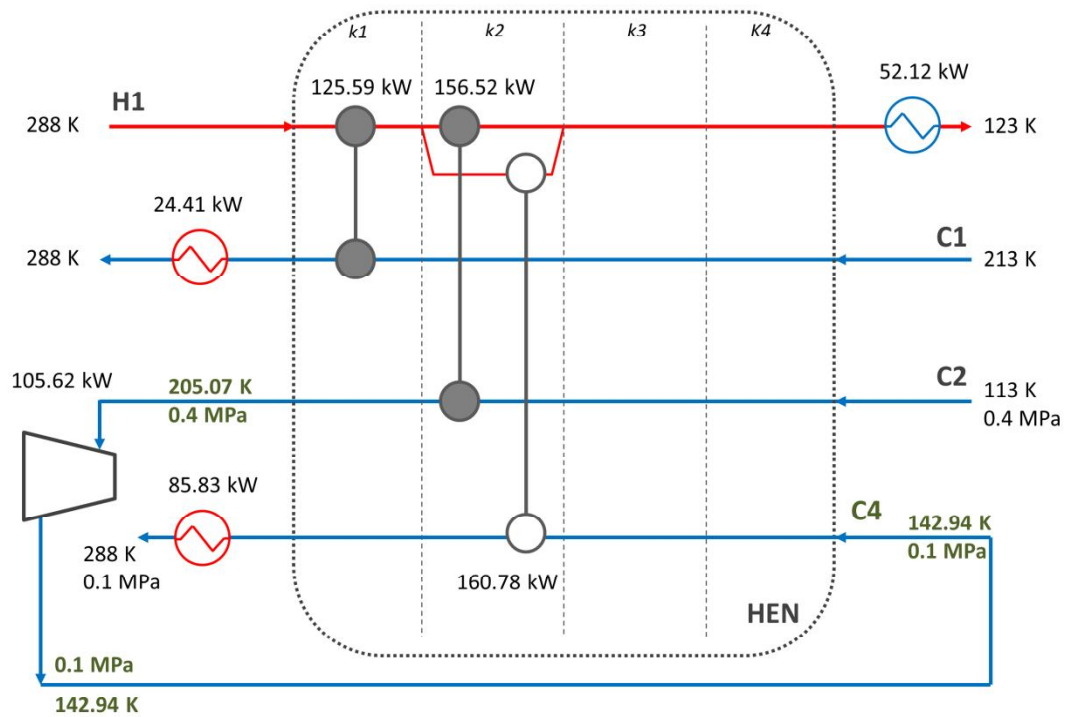 k1
k2
k3
K4
52.12 kW
125.59 kW
156.52 kW
H1
288 K
123 K
24.41 kW
C1
288 K
213 K
105.62 kW
205.07 K
0.4 MPa
C2
113 K
0.4 MPa
85.83 kW
C4
142.94 K
0.1 MPa
288 K
0.1 MPa
160.78 kW
HEN
0.1 MPa
142.94 K